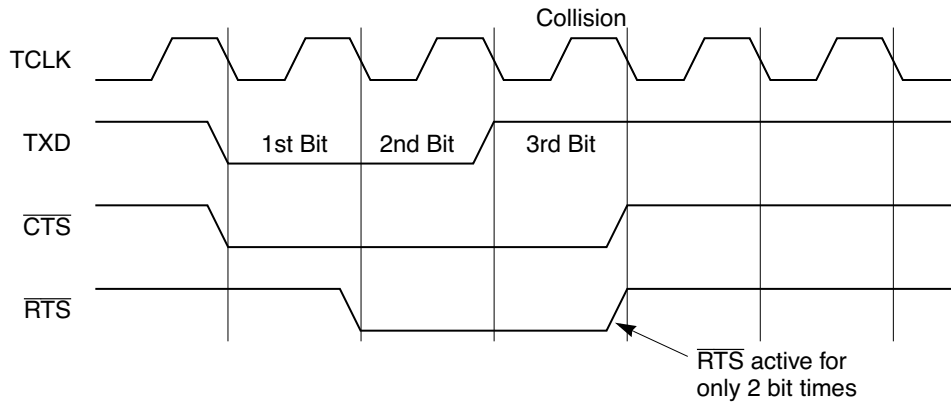 Collision
TCLK
TXD
1st Bit
2nd Bit
3rd Bit
CTS
RTS
RTS active for
only 2 bit times